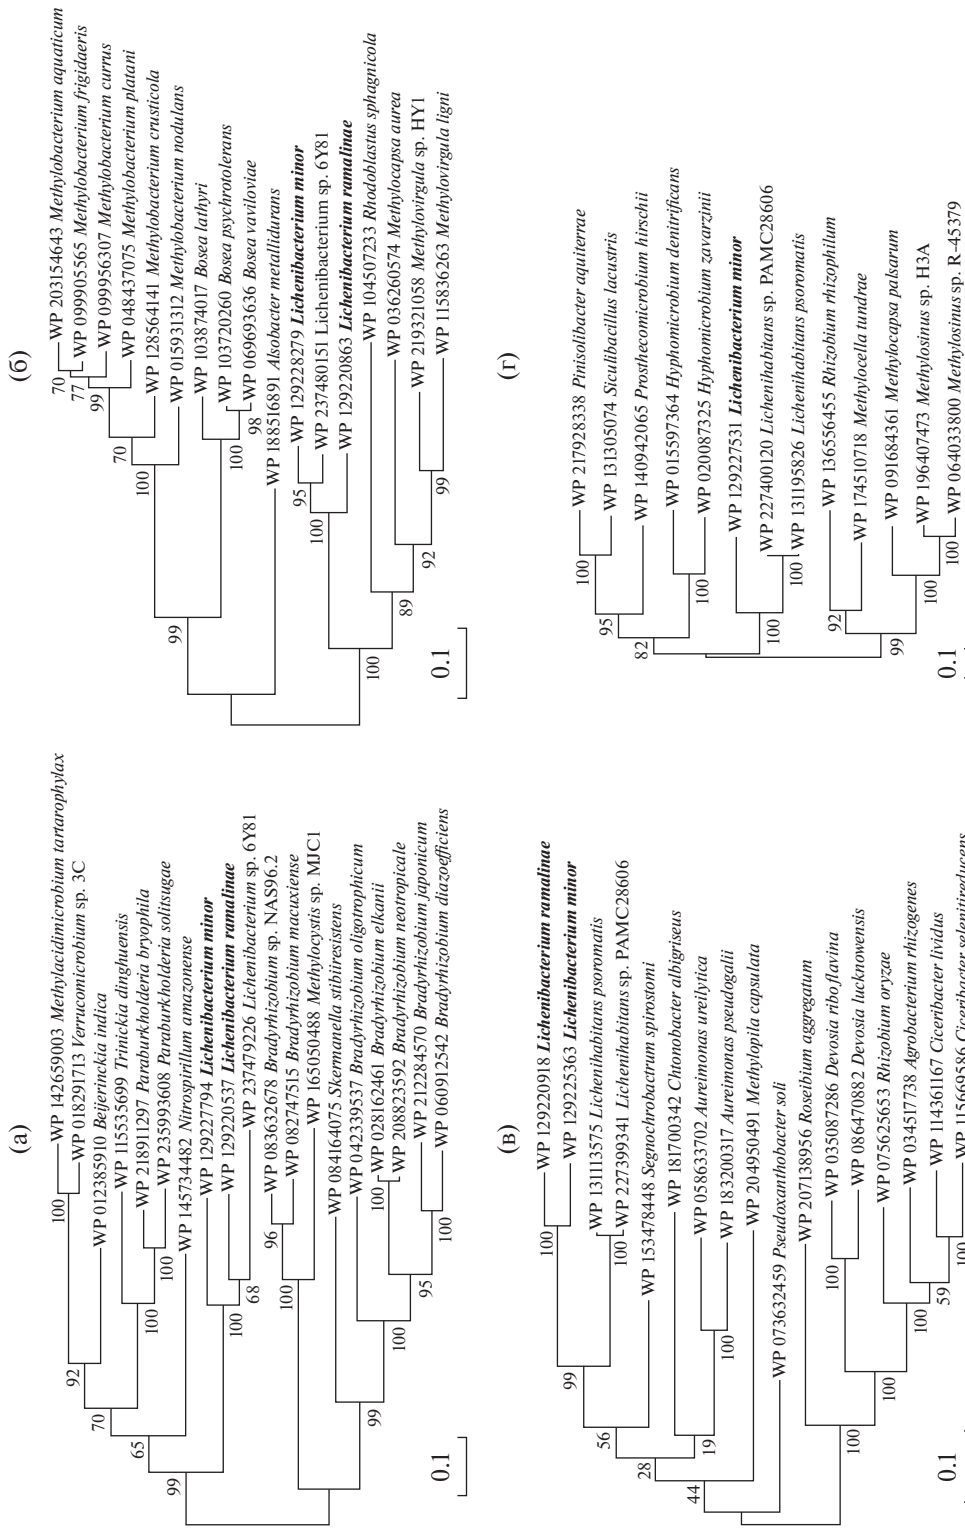 (а)
WP 142659003 Methylacidimicrobium tartarophylax
WP 018291713 Verrucomicrobium sp. 3C
WP 012385910 Beijerinckia indica
WP 115535699 Trinickia dinghuensis
WP 218911297 Paraburkholderia bryophila
WP 235993608 Paraburkholderia solitsugae
WP 145734482 Nitrospirillum amazonense
WP 129227794 Lichenibacterium minor
WP 129220537 Lichenibacterium ramalinae
WP 237479226 Lichenibacterium sp. 6Y81
WP 083632678 Bradyrhizobium sp. NAS96.2
WP 082747515 Bradyrhizobium macuxiense
WP 165050488 Methylocystis sp. MJC1
WP 084164075 Skermanella stibiiresistens
WP 042339537 Bradyrhizobium oligotrophicum
WP 028162461 Bradyrhizobium elkanii
WP 208823592 Bradyrhizobium neotropicale
WP 212284570 Bradyrhizobium japonicum
WP 060912542 Bradyrhizobium diazoefficiens
100
92
70
100
100
65
99
100
68
96
100
99
100
100
95
100
0.1
(б)
WP 203154643 Methylobacterium aquaticum
WP 099905565 Methylobacterium frigidaeris
WP 099956307 Methylobacterium currus
WP 048437075 Methylobacterium platani
WP 128564141 Methylobacterium crusticola
WP 015931312 Methylobacterium nodulans
WP 103874017 Bosea lathyri
WP 103720260 Bosea psychrotolerans
WP 069693636 Bosea vaviloviae
WP 188516891 Alsobacter metallidurans
WP 129228279 Lichenibacterium minor
WP 237480151 Lichenibacterium sp. 6Y81
WP 129220863 Lichenibacterium ramalinae
WP 104507233 Rhodoblastus sphagnicola
WP 036260574 Methylocapsa aurea
WP 219321058 Methylovirgula sp. HY1
WP 115836263 Methylovirgula ligni
70
77
99
70
100
100
98
99
95
100
100
89
92
99
0.1
(в)
WP 129220918 Lichenibacterium ramalinae
WP 129225363 Lichenibacterium minor
WP 131113575 Lichenihabitans psoromatis
WP 227399341 Lichenihabitans sp. PAMC28606
WP 153478448 Segnochrobactrum spirostomi
WP 181700342 Chtonobacter albigriseus
WP 058633702 Aureimonas ureilytica
WP 183200317 Aureimonas pseudogalii
WP 204950491 Methylopila capsulata
WP 073632459 Pseudoxanthobacter soli
WP 207138956 Roseibium aggregatum
WP 035087286 Devosia riboflavina
WP 086470882 Devosia lucknowensis
WP 075625653 Rhizobium oryzae
WP 034517738 Agrobacterium rhizogenes
WP 114361167 Ciceribacter lividus
WP 115669586 Ciceribacter selenitireducens
100
99
100
56
28
19
100
44
100
100
100
100
59
100
0.1
(г)
WP 217928338 Pinisolibacter aquiterrae
WP 131305074 Siculibacillus lacustris
WP 140942065 Prosthecomicrobium hirschii
WP 015597364 Hyphomicrobium denitrificans
WP 020087325 Hyphomicrobium zavarzinii
WP 129227531 Lichenibacterium minor
WP 227400120 Lichenihabitans sp. PAMC28606
WP 131195826 Lichenihabitans psoromatis
WP 136556455 Rhizobium rhizophilum
WP 174510718 Methylocella tundrae
WP 091684361 Methylocapsa palsarum
WP 196407473 Methylosinus sp. H3A
WP 064033800 Methylosinus sp. R-45379
100
95
82
100
100
100
92
99
100
100
0.1